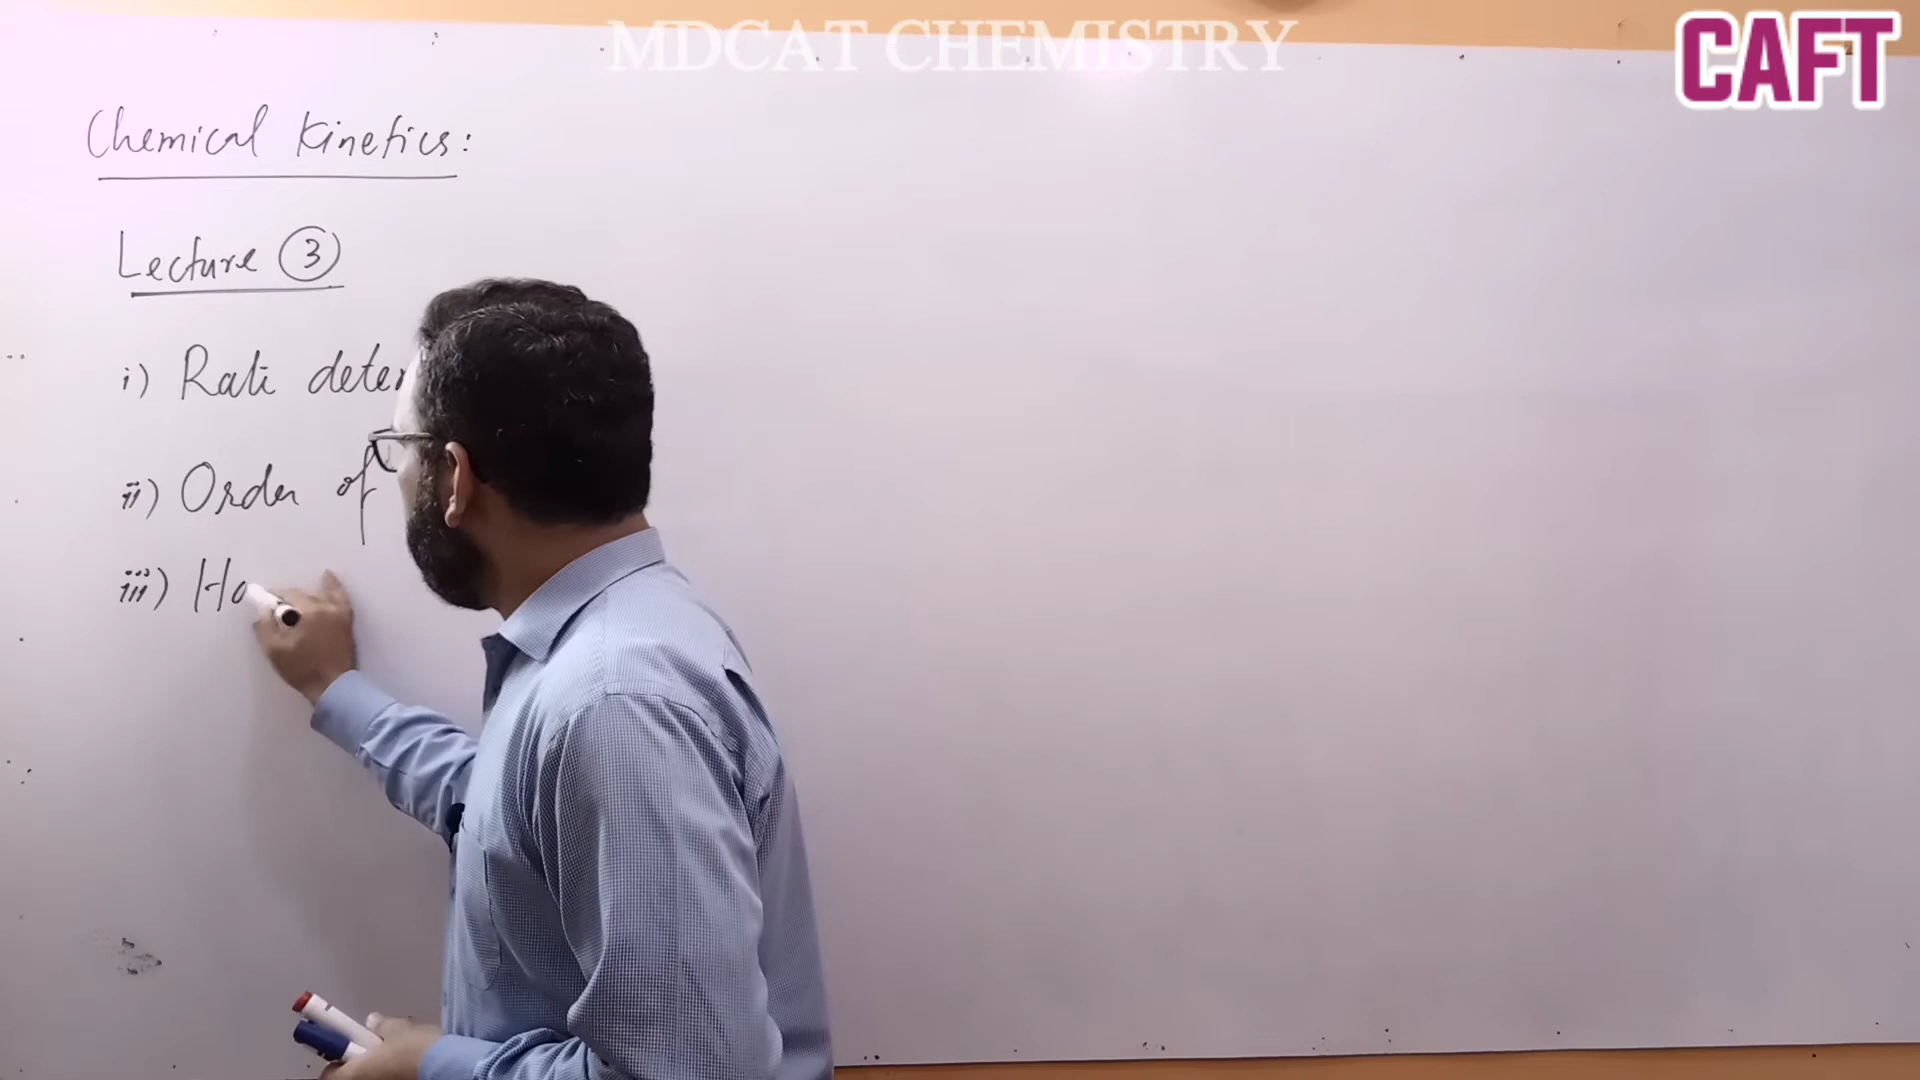 MDCAT CHEMISTRY
CAFT
Chemical Kinetics:
Lecture 3
i) Rate deter
ii) Order of
iii) Ha